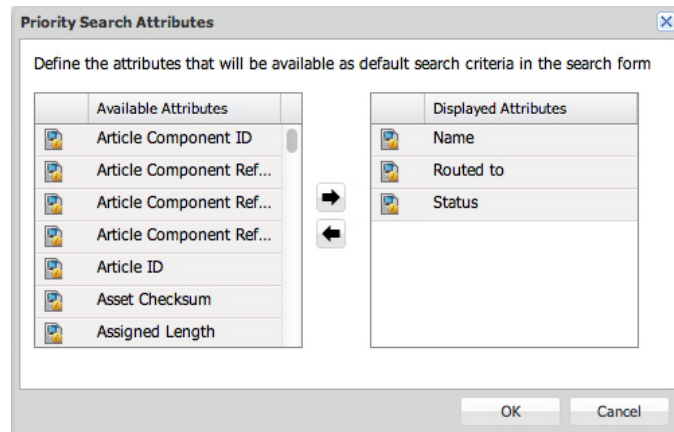 Priority Search Attributes
Define the attributes that will be available as default search criteria in the search form
Available Attributes
Article Component ID
Article Component Ref...
Article Component Ref...
Article Component Ref...
Article ID
Asset Checksum
Assigned Length
Displayed Attributes
Name
Routed to
Status
OK
Cancel